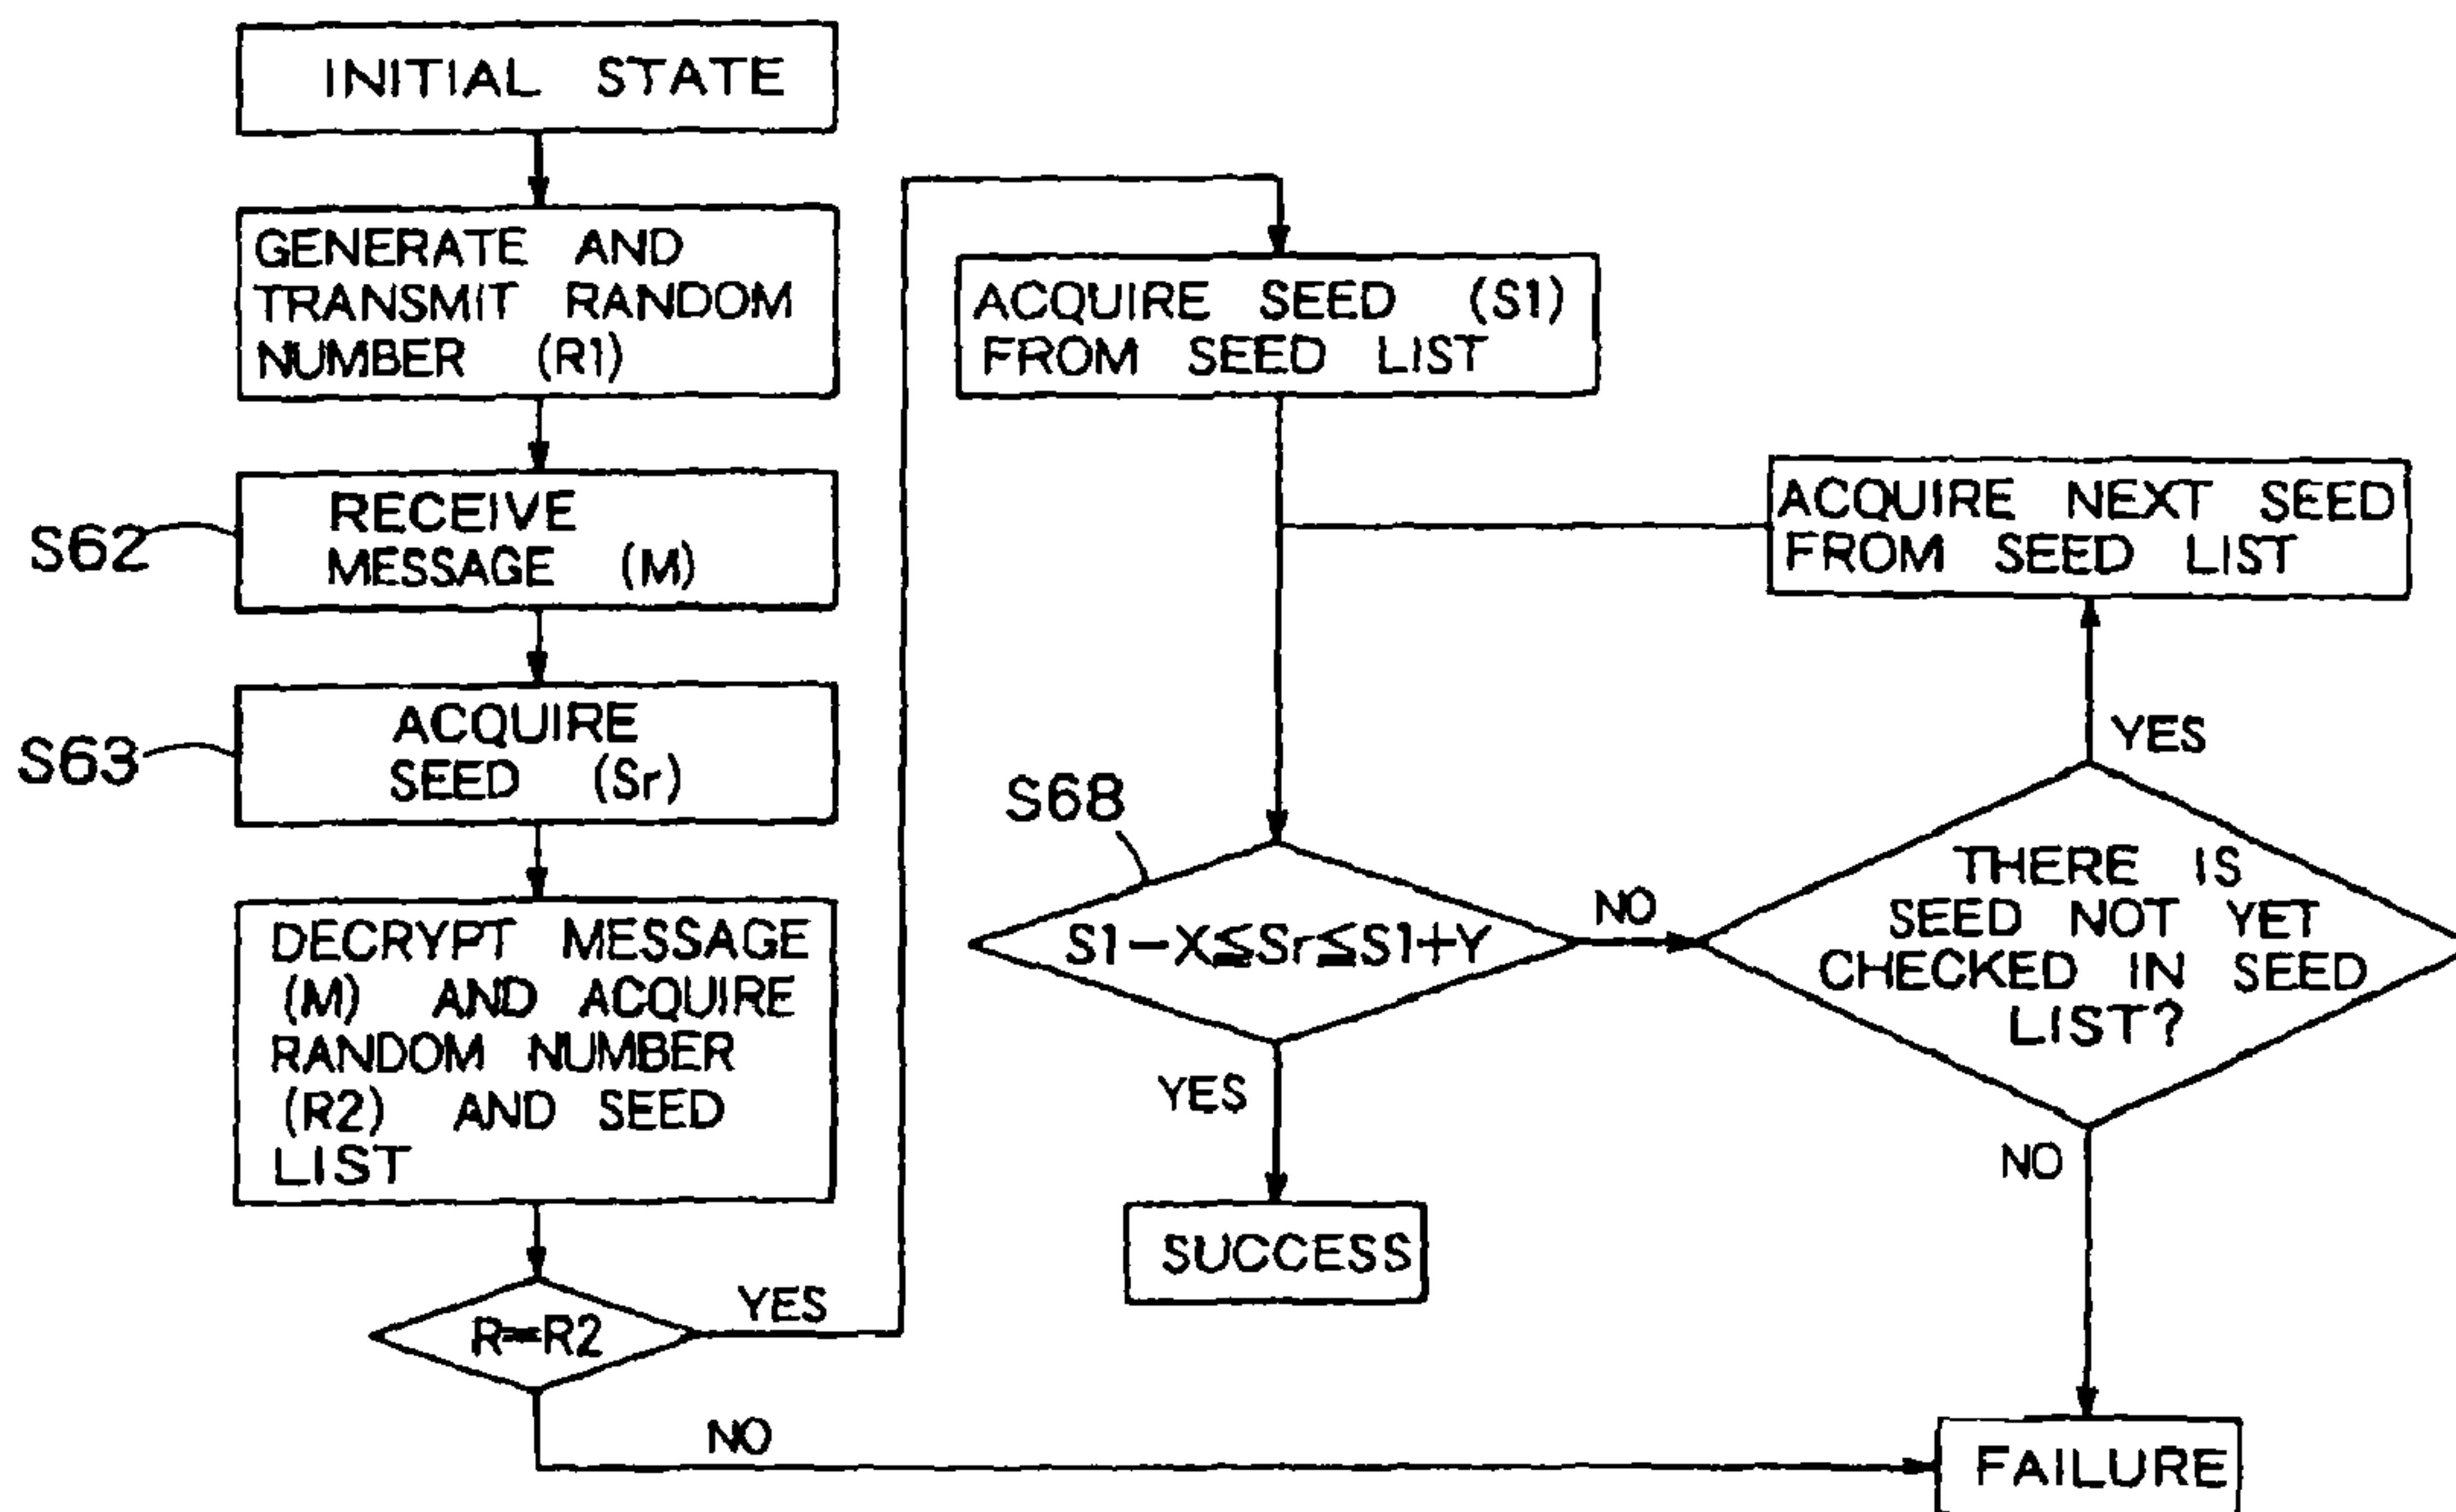 INITIAL STATE
GENERATE AND
TRANSMIT RANDOM
NUMBER (R1)
S62
RECEIVE
MESSAGE (M)
S63
ACQUIRE
SEED (Sr)
DECRYPT MESSAGE
(M) AND ACQUIRE
RANDOM NUMBER
(R2) AND SEED
LIST
R=R2
YES
NO
ACQUIRE SEED (S1)
FROM SEED LIST
S68
S1-X≦Sr≦S1+Y
NO
YES
SUCCESS
ACQUIRE NEXT SEED
FROM SEED LIST
YES
THERE IS
SEED NOT YET
CHECKED IN SEED
LIST?
NO
FAILURE